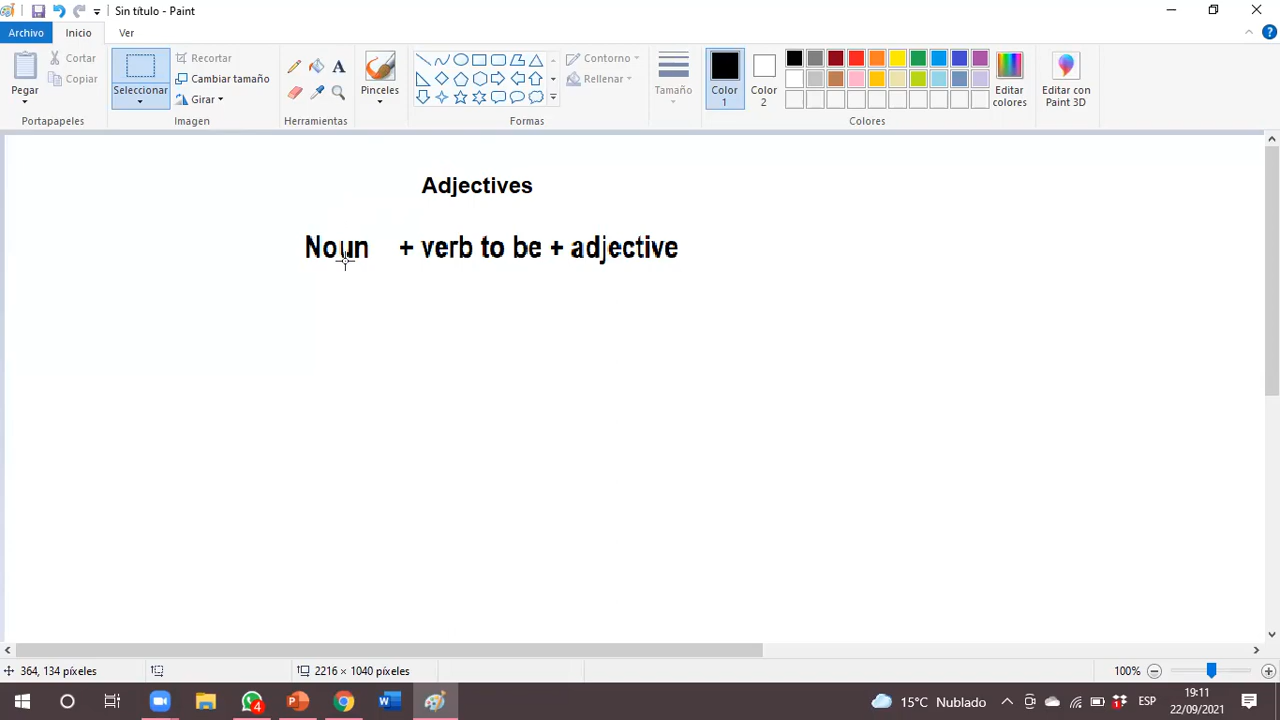 Sin título - Paint
Archivo
Inicio
Ver
Pegar
Cortar
Copiar
Portapapeles
Seleccionar
Recortar
Cambiar tamaño
Girar
Imagen
A
Herramientas
Pinceles
Contorno
Rellenar
Formas
Tamaño
Color 1
Color 2
Editar colores
Colores
Editar con Paint 3D
Adjectives
Noun + verb to be + adjective
364, 134 píxeles
2216 × 1040 píxeles
100%
4
W
15°C Nublado
ESP
19:11
22/09/2021